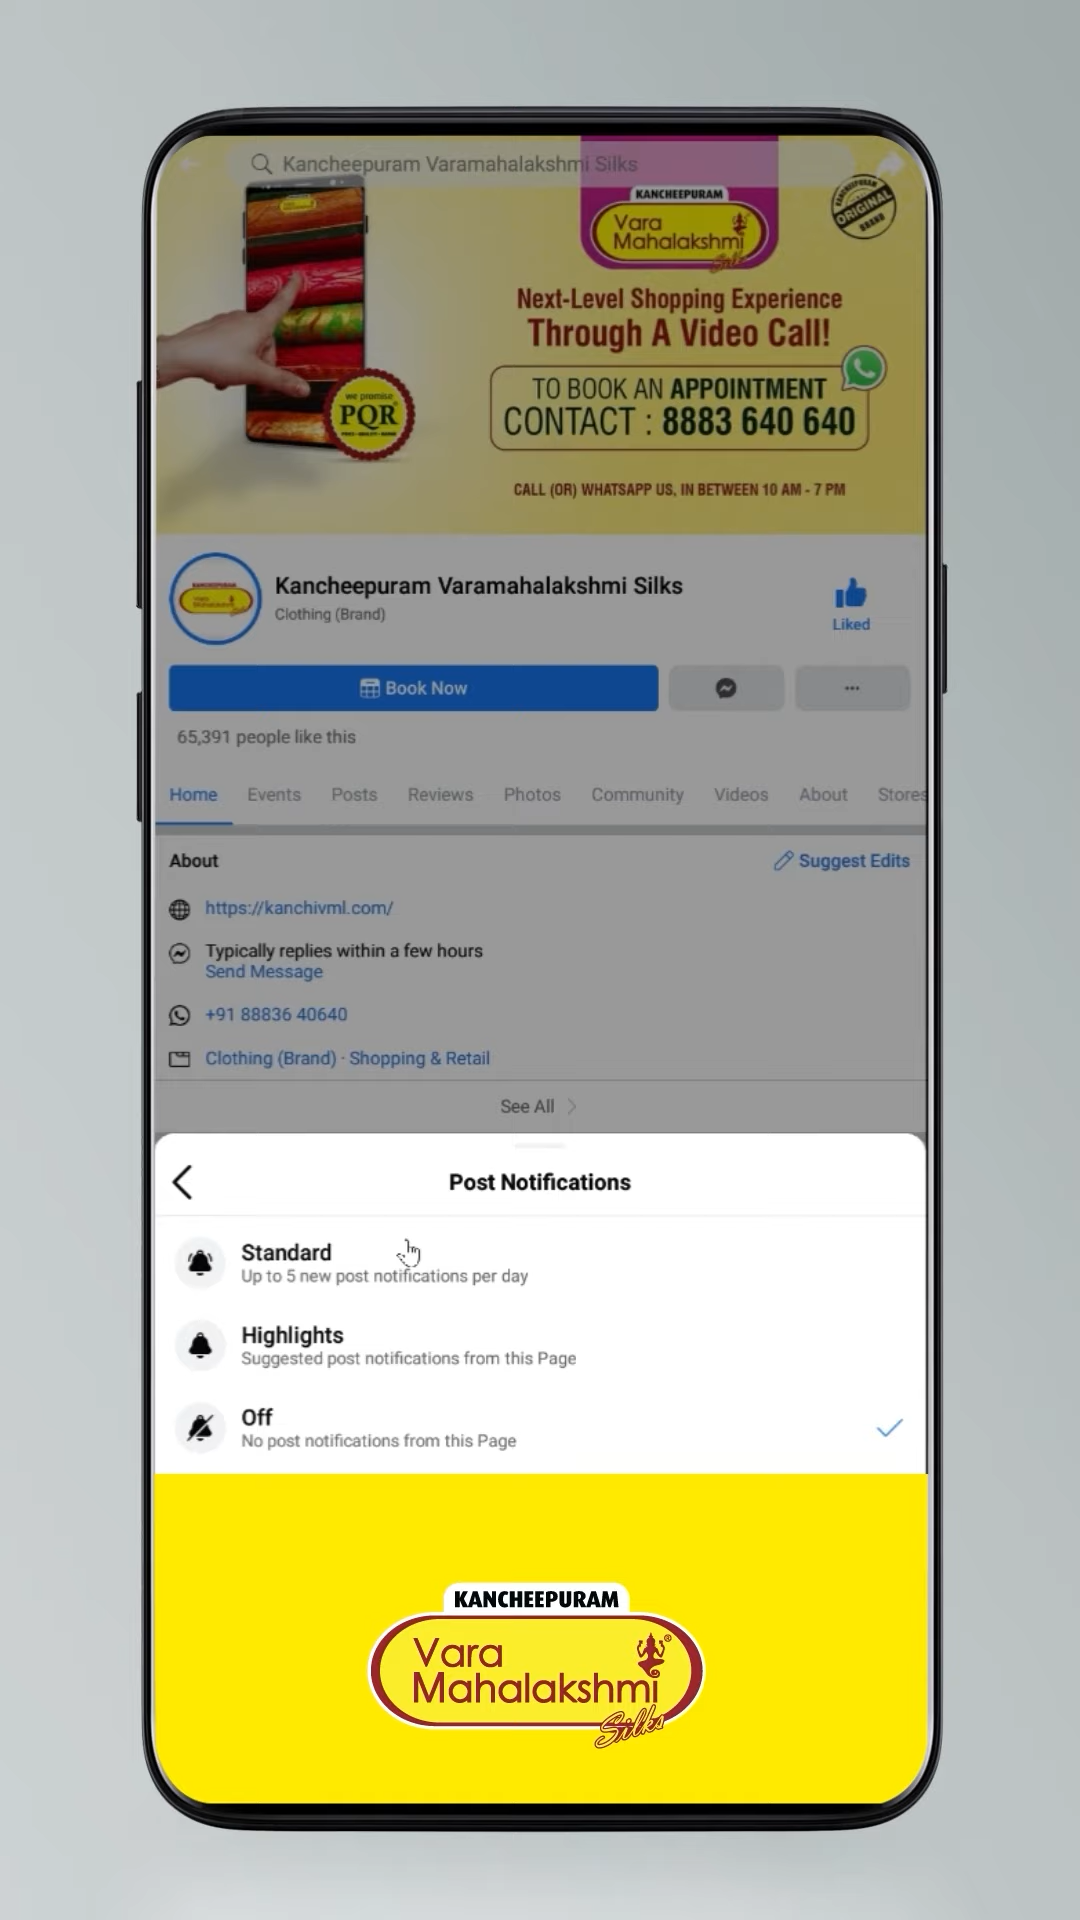 Kancheepuram Varamahalakshmi Silks
KANCHEEPURAM
Vara
Mahalakshmi
Silks
KANCHEEPURAM
ORIGINAL
BRAND
Next-Level Shopping Experience
Through A Video Call!
TO BOOK AN APPOINTMENT
CONTACT : 8883 640 640
CALL (OR) WHATSAPP US, IN BETWEEN 10 AM - 7 PM
we promise
PQR
Kancheepuram Varamahalakshmi Silks
Clothing (Brand)
Liked
Book Now
65,391 people like this
Home Events Posts Reviews Photos Community Videos About Stores
About
Suggest Edits
https://kanchivml.com/
Typically replies within a few hours
Send Message
+91 88836 40640
Clothing (Brand) · Shopping & Retail
See All
Post Notifications
Standard
Up to 5 new post notifications per day
Highlights
Suggested post notifications from this Page
Off
No post notifications from this Page
KANCHEEPURAM
Vara
Mahalakshmi
Silks